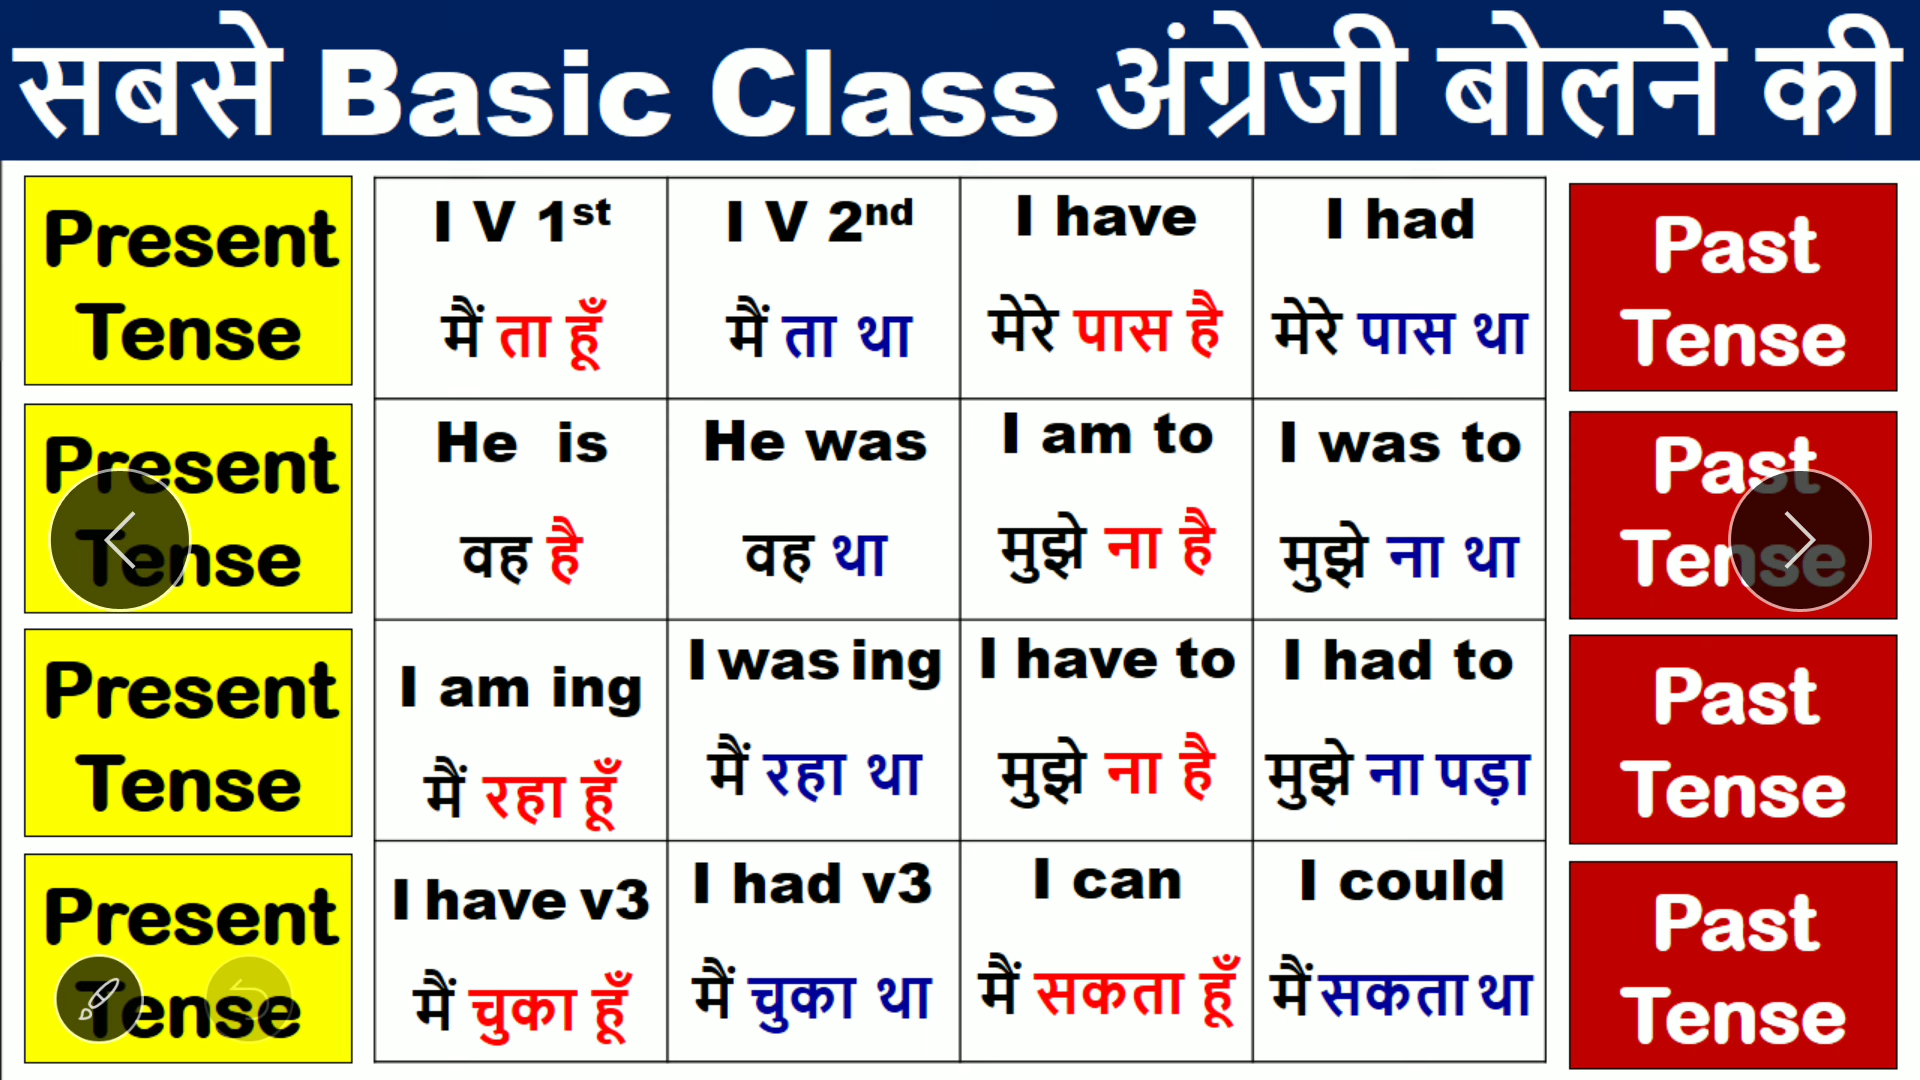 सबसे Basic Class अंग्रेजी बोलने की
Present
Tense
I V 1st
मैं ता हूँ
I V 2nd
मैं ता था
I have
मेरे पास है
I had
मेरे पास था
Past
Tense
Present
Tense
He is
वह है
He was
वह था
I am to
मुझे ना है
I was to
मुझे ना था
Past
Tense
Present
Tense
I am ing
मैं रहा हूँ
I was ing
मैं रहा था
I have to
मुझे ना है
I had to
मुझे ना पड़ा
Past
Tense
Present
Tense
I have v3
मैं चुका हूँ
I had v3
मैं चुका था
I can
मैं सकता हूँ
I could
मैं सकता था
Past
Tense